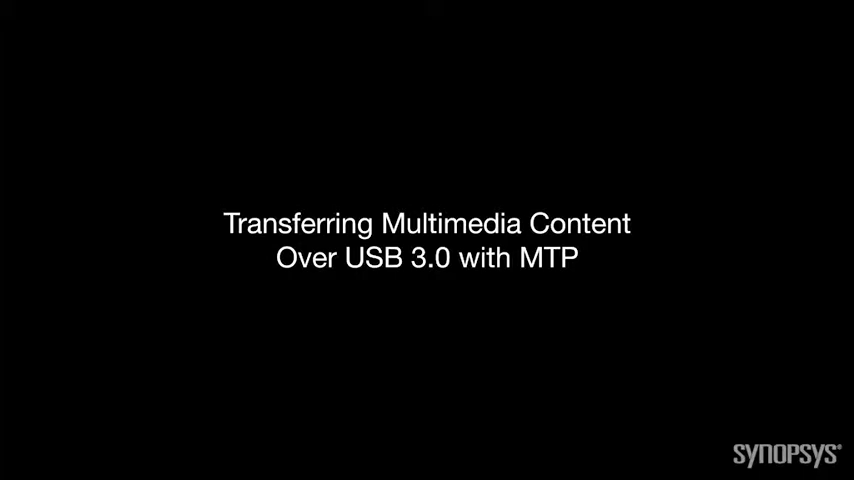 Transferring Multimedia Content
Over USB 3.0 with MTP
SYNOPSYS®